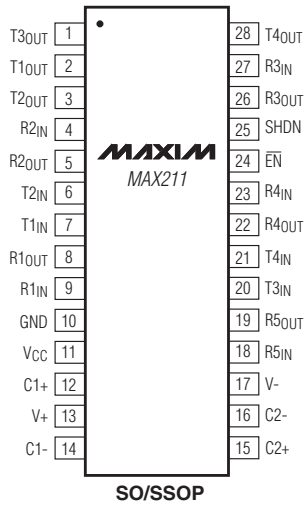 T3OUT 1 28 T4OUT
T1OUT 2 27 R3IN
T2OUT 3 26 R3OUT
R2IN 4 25 SHDN
R2OUT 5 24 E̅N̅
T2IN 6 23 R4IN
T1IN 7 22 R4OUT
R1OUT 8 21 T4IN
R1IN 9 20 T3IN
GND 10 19 R5OUT
VCC 11 18 R5IN
C1+ 12 17 V-
V+ 13 16 C2-
C1- 14 15 C2+
MAXIM
MAX211
SO/SSOP